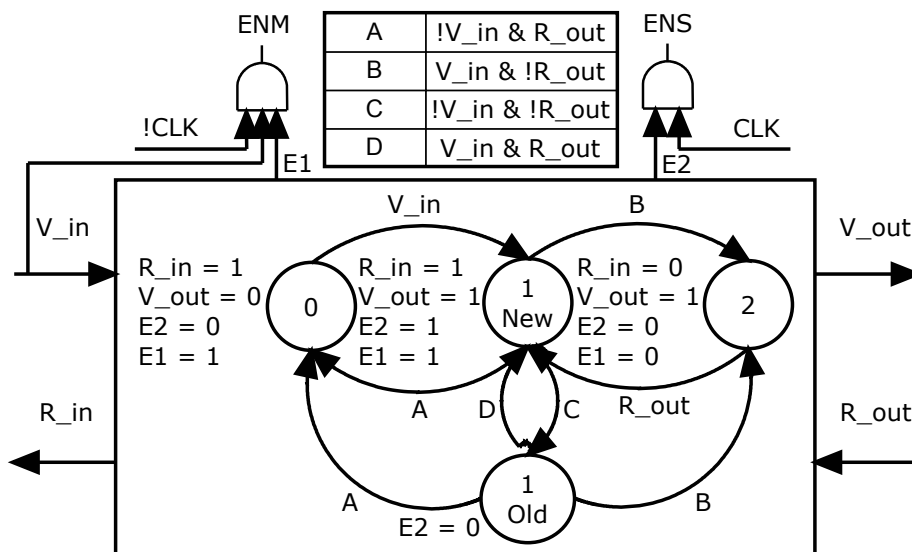 ENM
ENS
A !V_in & R_out
B V_in & !R_out
C !V_in & !R_out
D V_in & R_out
!CLK
CLK
E1
E2
V_in
V_out
V_in
B
R_in = 1
V_out = 0
E2 = 0
E1 = 1
0
R_in = 1
V_out = 1
E2 = 1
E1 = 1
1
New
R_in = 0
V_out = 1
E2 = 0
E1 = 0
2
R_in
A
D
C
R_out
R_out
A
E2 = 0
1
Old
B